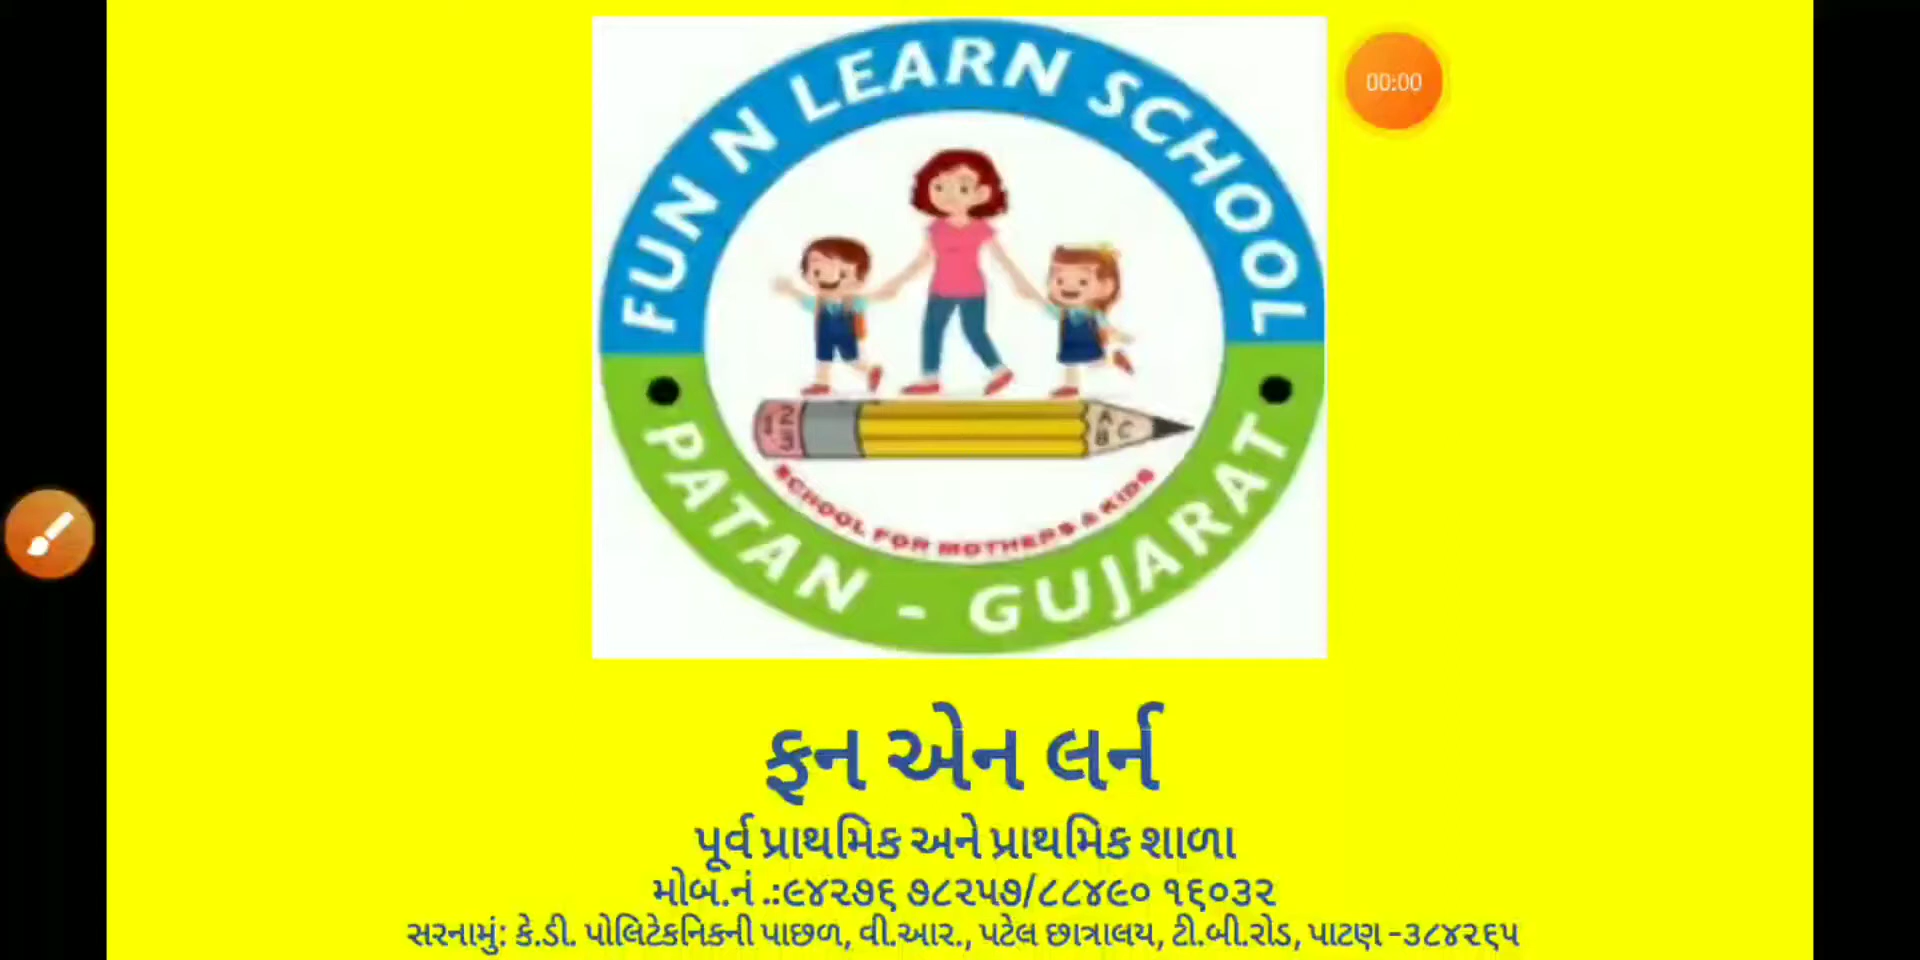 FUN N LEARN SCHOOL
00:00
SCHOOL FOR MOTHERS & KIDS
PATAN - GUJARAT
ફન એન લર્ન
પૂર્વ પ્રાથમિક અને પ્રાથમિક શાળા
મોબ.નં .:૯૪૨૭૬ ૭૮૨૫૭/૮૮૪૯૦ ૧૬૦૩૨
સરનામું: કે.ડી. પોલિટેકનિકની પાછળ, વી.આર., પટેલ છાત્રાલય, ટી.બી.રોડ, પાટણ -૩૮૪૨૬૫